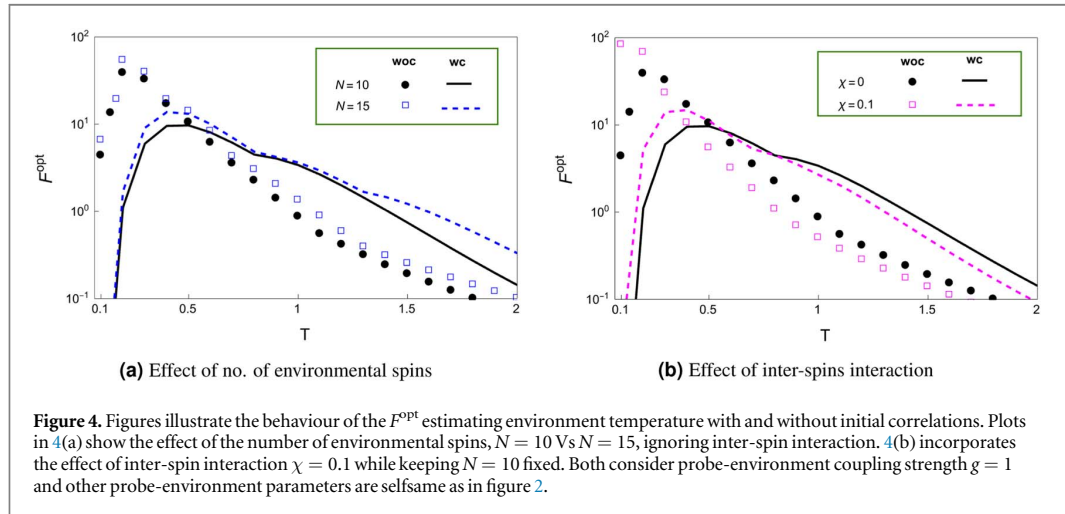 10² 10² 
woc wc woc wc
N = 10 χ = 0
N = 15 χ = 0.1
10¹ 10¹
F^opt F^opt
10⁰ 10⁰
10⁻¹ 10⁻¹
0.1 0.5 1 1.5 2 0.1 0.5 1 1.5 2
T T
(a) Effect of no. of environmental spins (b) Effect of inter-spins interaction
Figure 4. Figures illustrate the behaviour of the F^opt estimating environment temperature with and without initial correlations. Plots
in 4(a) show the effect of the number of environmental spins, N = 10 Vs N = 15, ignoring inter-spin interaction. 4(b) incorporates
the effect of inter-spin interaction χ = 0.1 while keeping N = 10 fixed. Both consider probe-environment coupling strength g = 1
and other probe-environment parameters are selfsame as in figure 2.